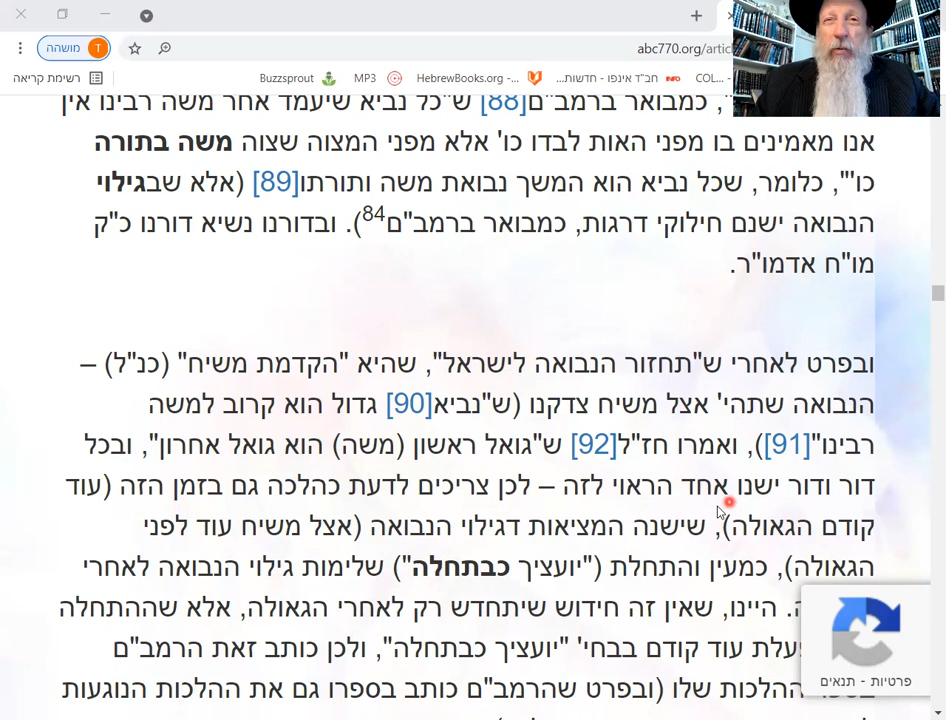 מושהה
T
abc770.org/artic
רשימת קריאה
Buzzsprout
MP3
HebrewBooks.org -...
חב"ד אינפו - חדשות...
COL...
", כמבואר ברמב"ם[88] ש"כל נביא שיעמד אחר משה רבינו אין
אנו מאמינים בו מפני האות לבדו כו' אלא מפני המצוה שצוה משה בתורה
כו'", כלומר, שכל נביא הוא המשך נבואת משה ותורתו[89] (אלא שבגילוי
הנבואה ישנם חילוקי דרגות, כמבואר ברמב"ם84). ובדורנו נשיא דורנו כ"ק
מו"ח אדמו"ר.
ובפרט לאחרי ש"תחזור הנבואה לישראל", שהיא "הקדמת משיח" (כנ"ל) –
הנבואה שתהי' אצל משיח צדקנו (ש"נביא[90] גדול הוא קרוב למשה
רבינו"[91]), ואמרו חז"ל[92] ש"גואל ראשון (משה) הוא גואל אחרון", ובכל
דור ודור ישנו אחד הראוי לזה – לכן צריכים לדעת כהלכה גם בזמן הזה (עוד
קודם הגאולה), שישנה המציאות דגילוי הנבואה (אצל משיח עוד לפני
הגאולה), כמעין והתחלת ("יועציך כבתחלה") שלימות גילוי הנבואה לאחרי
ה. היינו, שאין זה חידוש שיתחדש רק לאחרי הגאולה, אלא שההתחלה
פעלת עוד קודם בבחי' "יועציך כבתחלה", ולכן כותב זאת הרמב"ם
ההלכות שלו (ובפרט שהרמב"ם כותב בספרו גם את ההלכות הנוגעות
פרטיות - תנאים